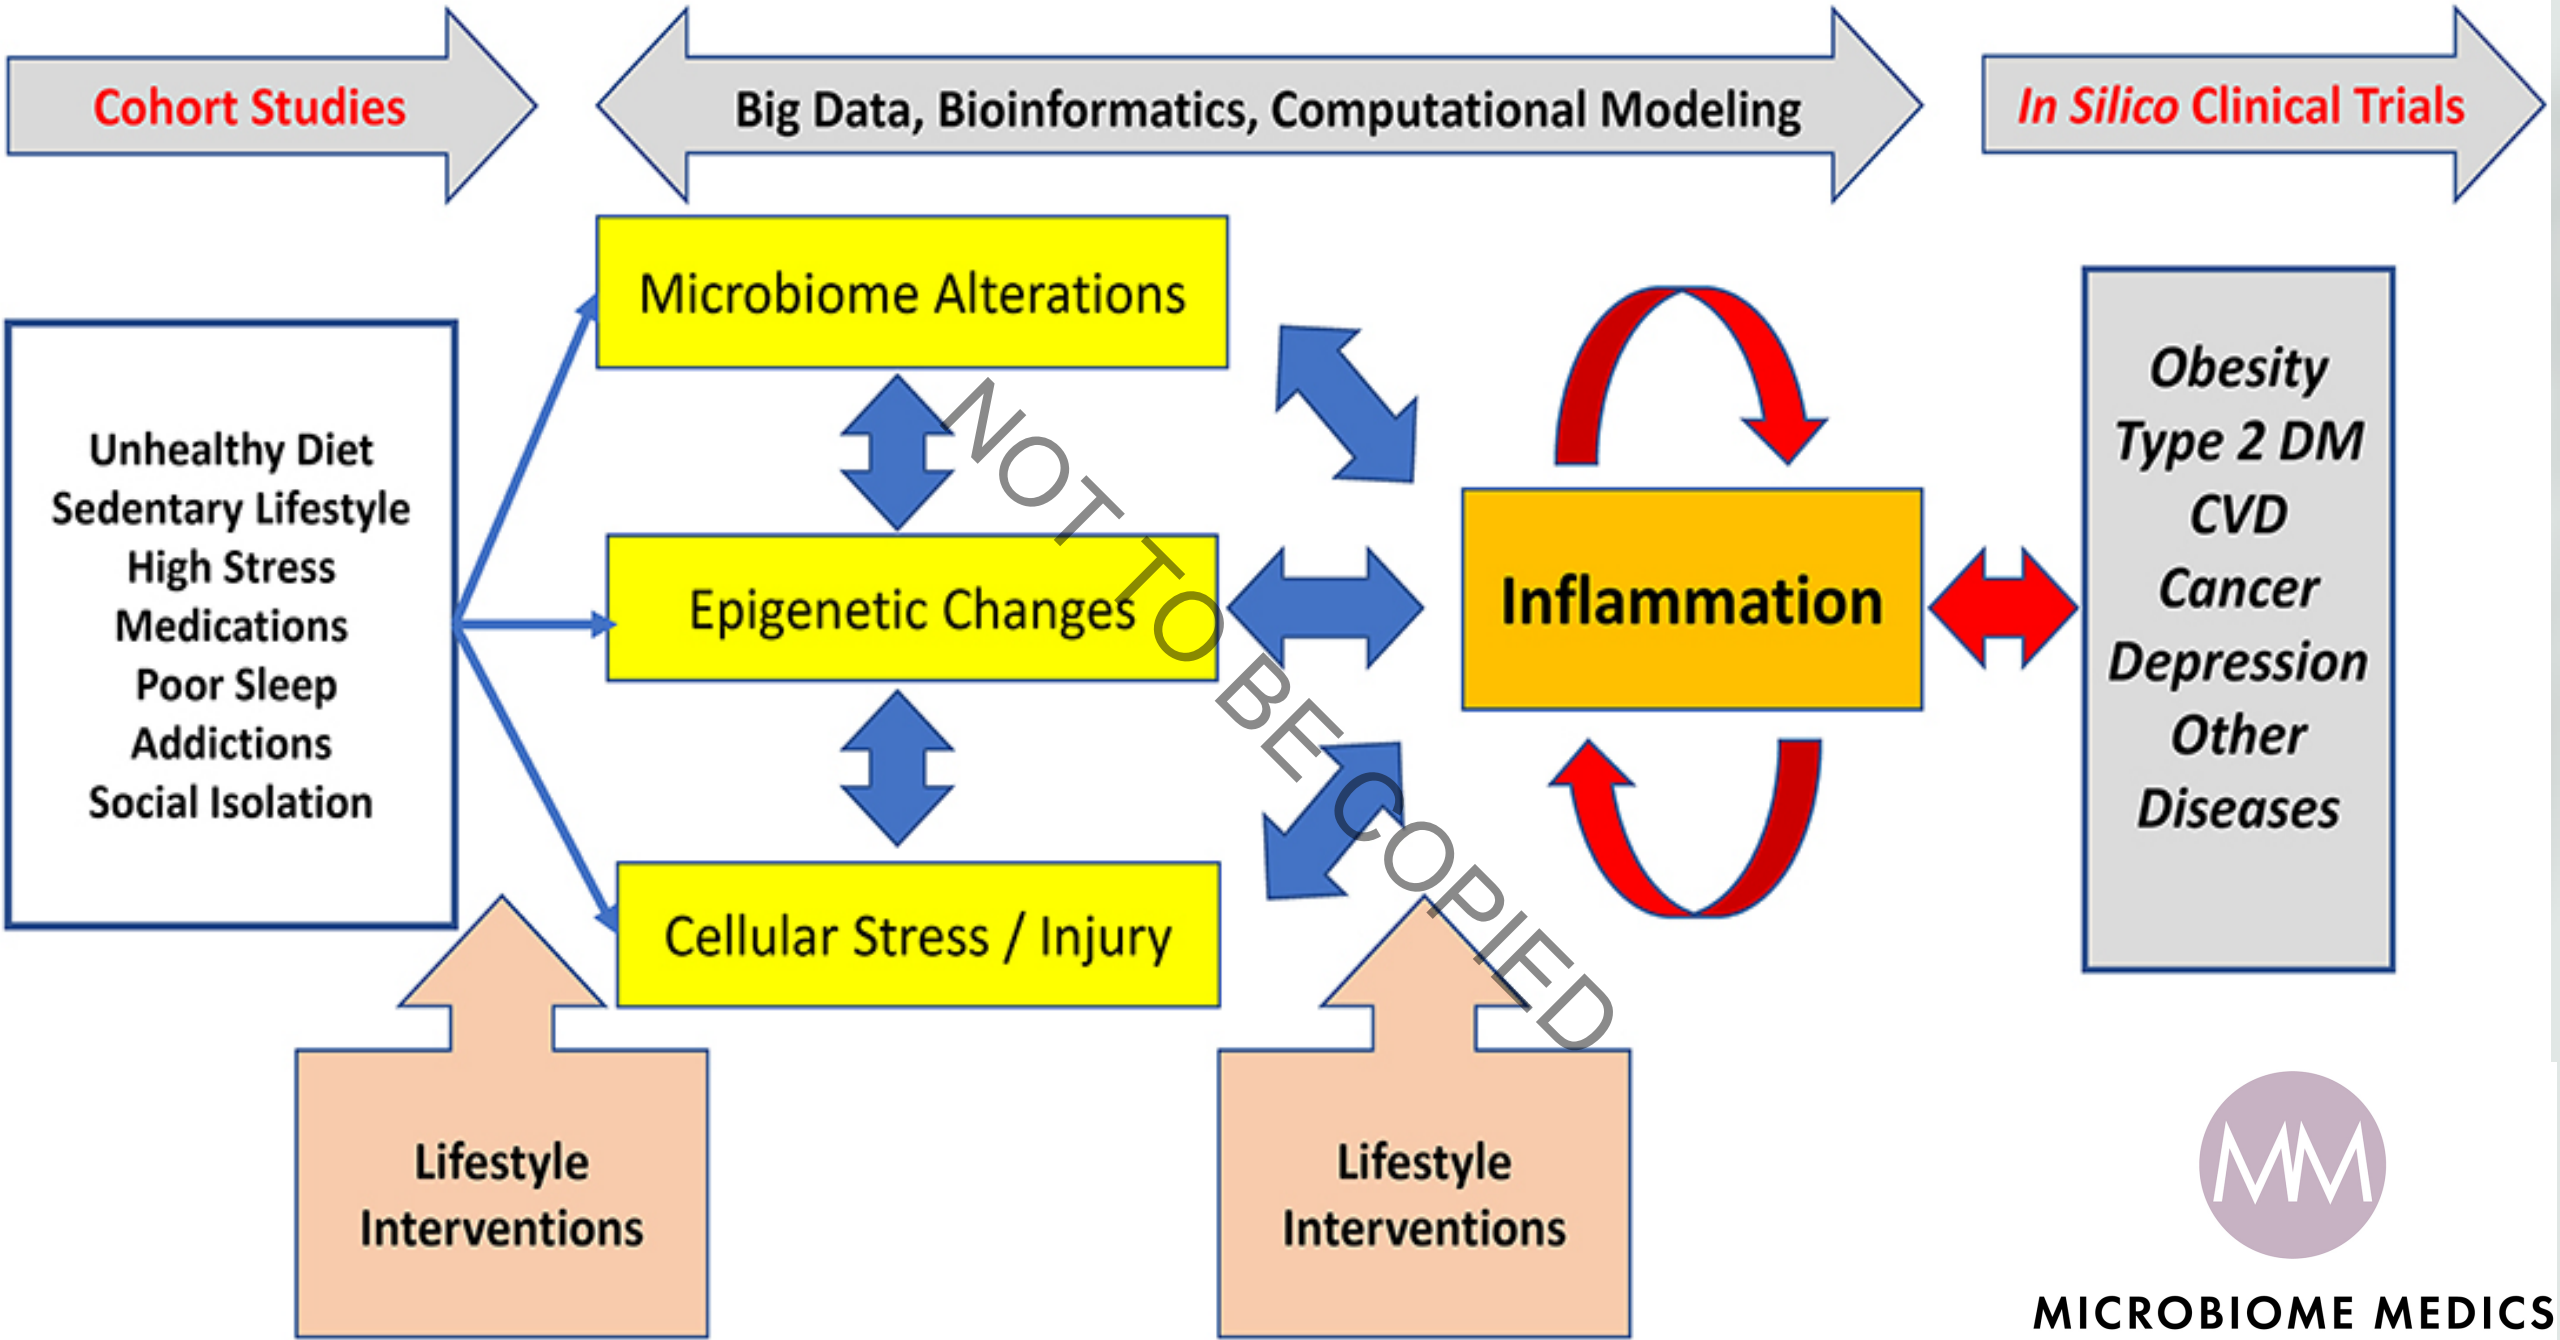 Cohort Studies
Big Data, Bioinformatics, Computational Modeling
In Silico Clinical Trials
Unhealthy Diet
Sedentary Lifestyle
High Stress
Medications
Poor Sleep
Addictions
Social Isolation
Microbiome Alterations
Epigenetic Changes
Cellular Stress / Injury
Inflammation
Obesity
Type 2 DM
CVD
Cancer
Depression
Other
Diseases
Lifestyle
Interventions
Lifestyle
Interventions
NOT TO BE COPIED
MM
MICROBIOME MEDICS